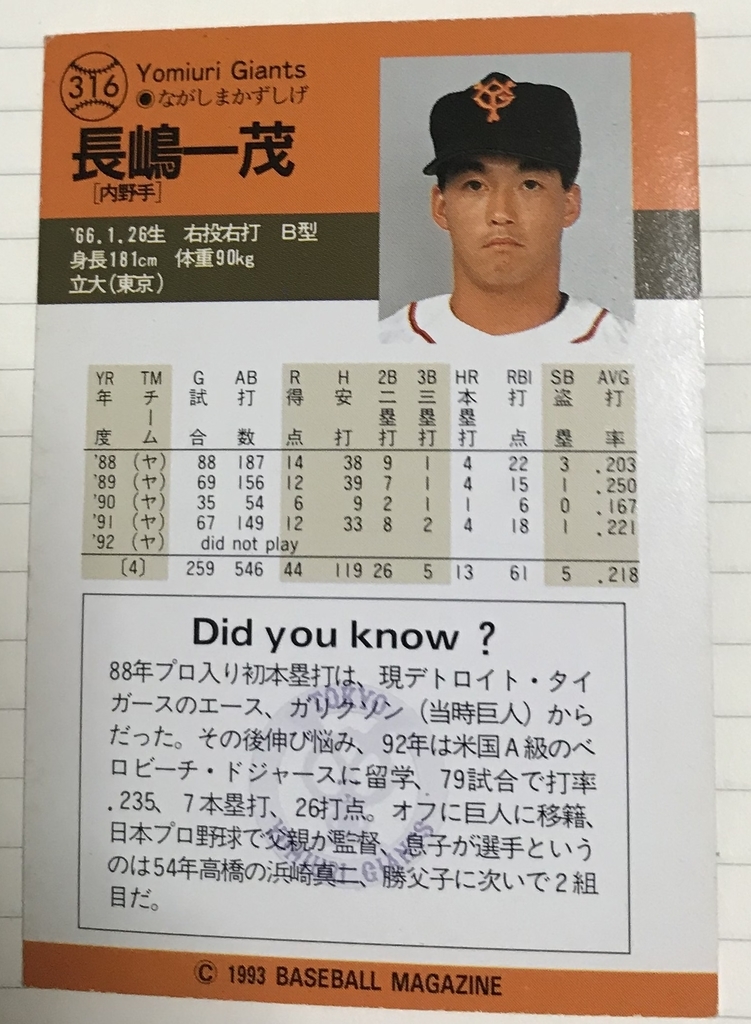 316
Yomiuri Giants
◉ながしまかずしげ
長嶋一茂
[内野手]
'66.1.26生 右投右打 B型
身長181cm 体重90kg
立大(東京)
YR TM G AB R H 2B 3B HR RBI SB AVG
年度 チーム 試合 打数 得点 安打 二塁打 三塁打 本塁打 打点 盗塁 打率
'88 (ヤ) 88 187 14 38 9 1 4 22 3 .203
'89 (ヤ) 69 156 12 39 7 1 4 15 1 .250
'90 (ヤ) 35 54 6 9 2 1 1 6 0 .167
'91 (ヤ) 67 149 12 33 8 2 4 18 1 .221
'92 (ヤ) did not play
〔4〕 259 546 44 119 26 5 13 61 5 .218
Did you know ?
88年プロ入り初本塁打は、現デトロイト・タイ
ガースのエース、ガリクソン（当時巨人）から
だった。その後伸び悩み、92年は米国A級のベ
ロビーチ・ドジャースに留学、79試合で打率
.235、7本塁打、26打点。オフに巨人に移籍、
日本プロ野球で父親が監督、息子が選手という
のは54年高橋の浜崎真二、勝父子に次いで2組
目だ。
TOKYO
YOMIURI GIANTS
© 1993 BASEBALL MAGAZINE